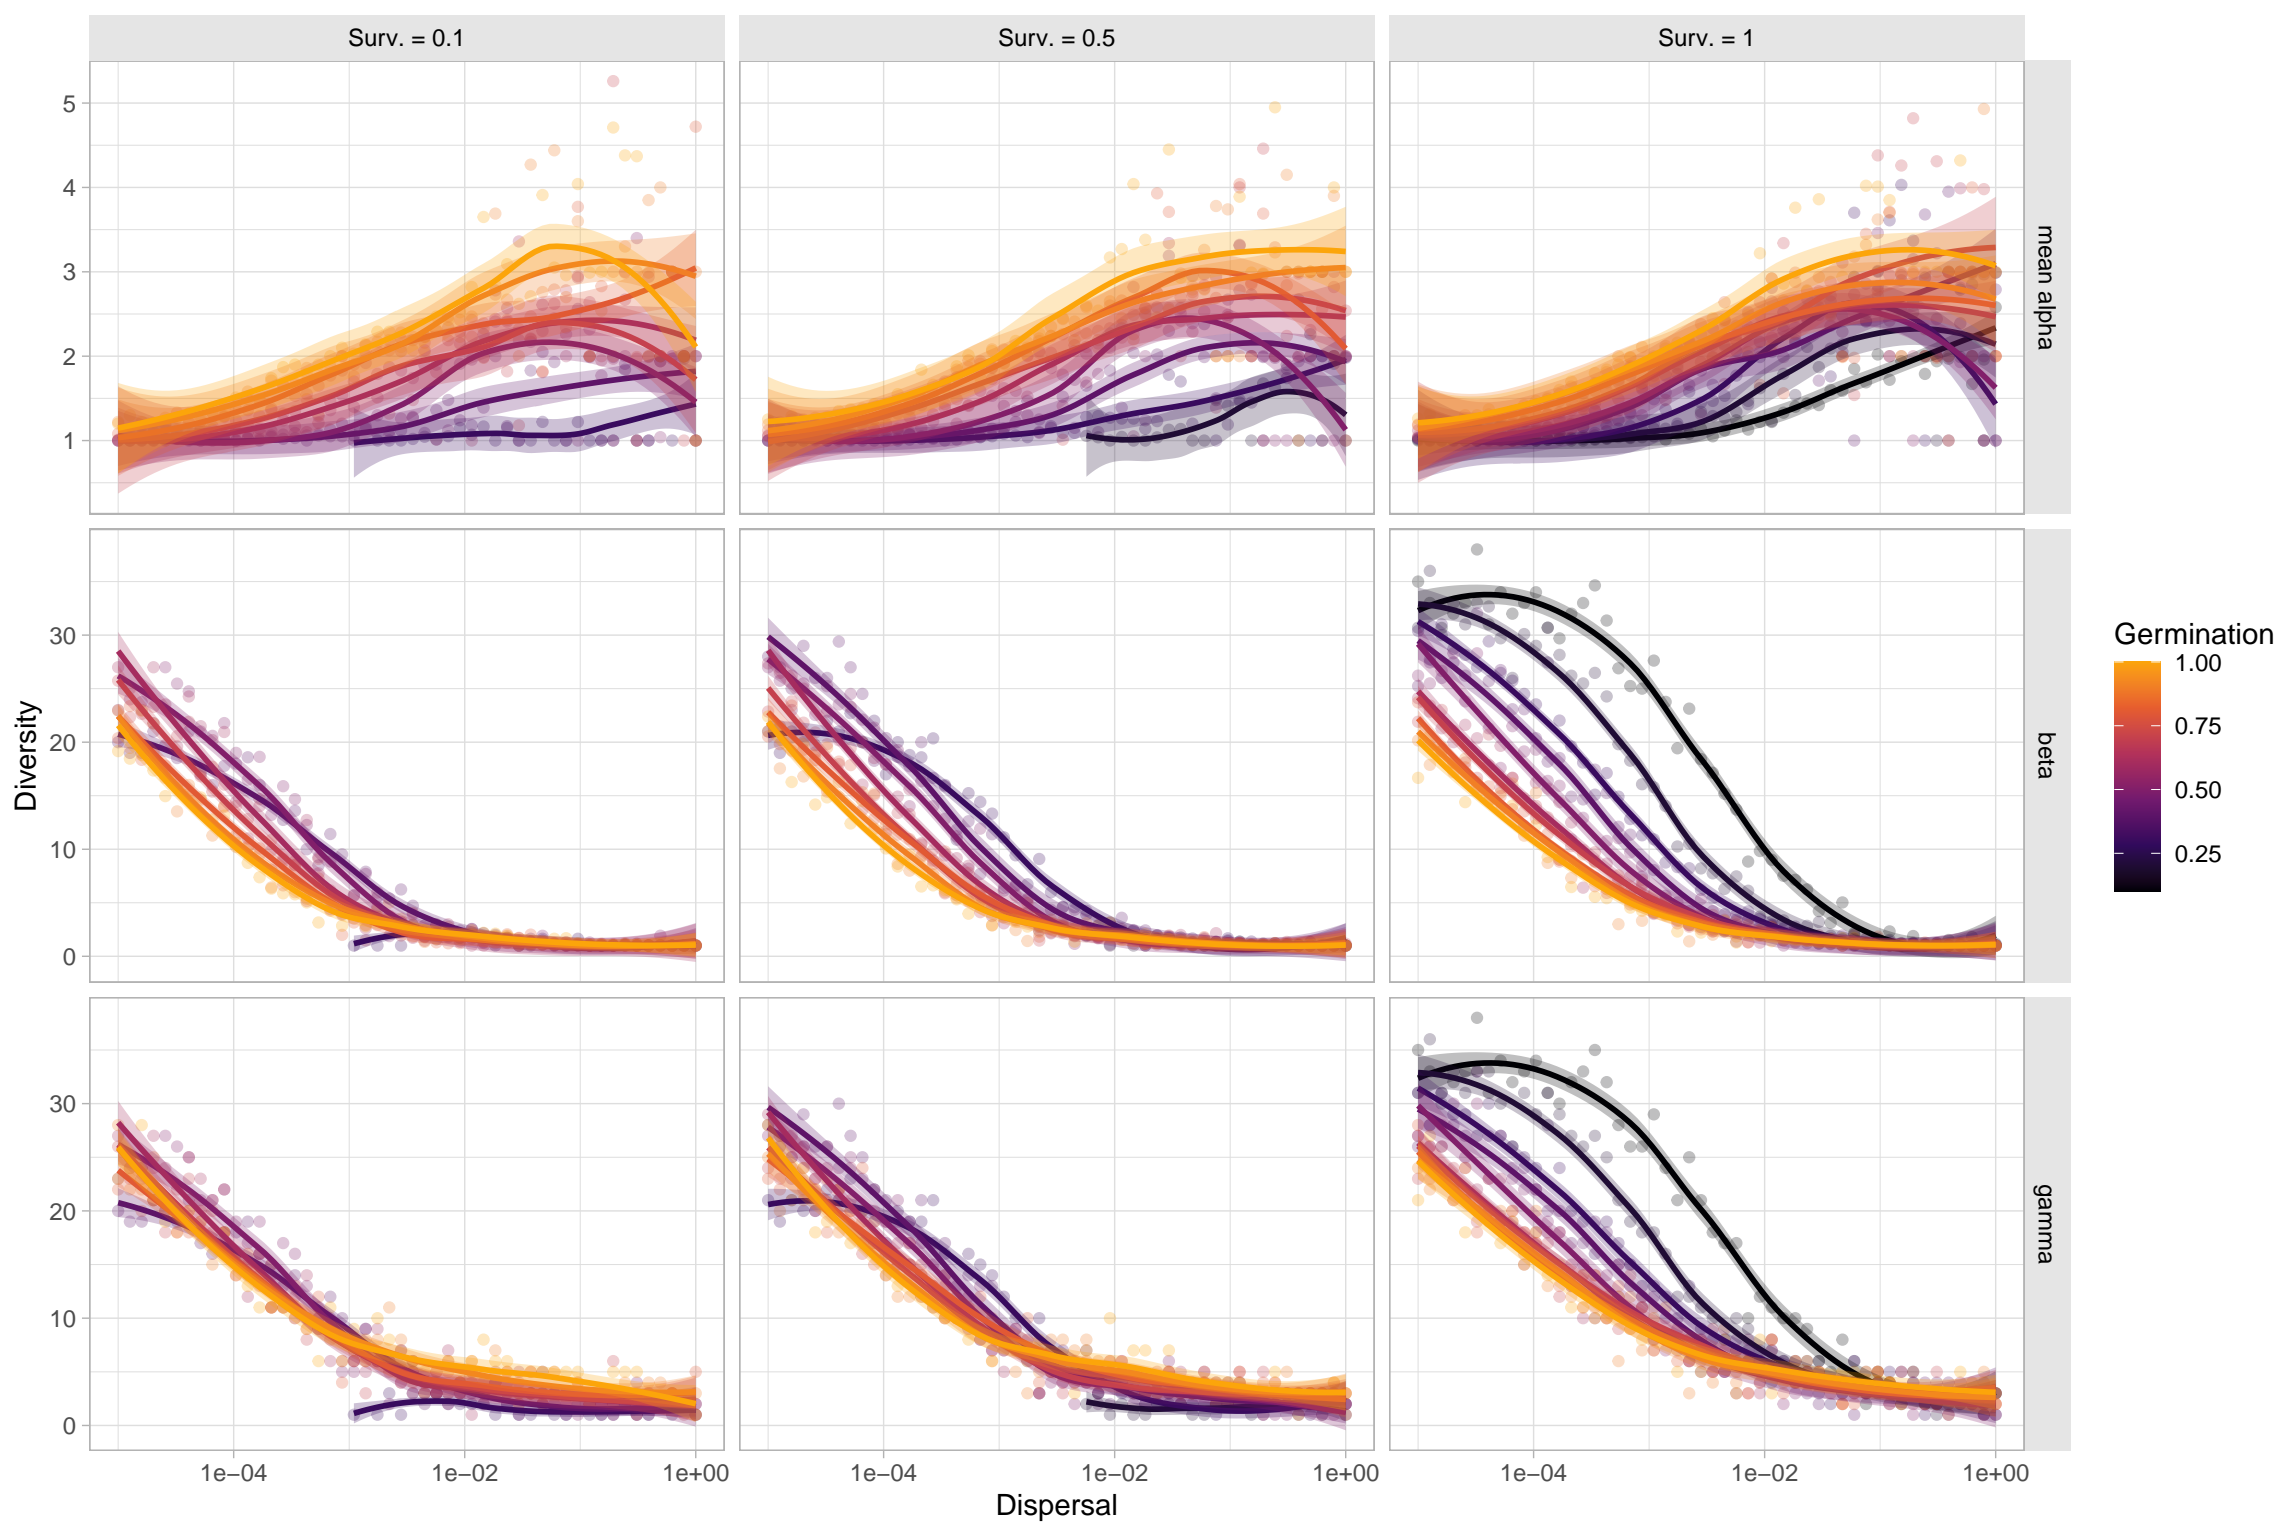 Surv. = 0.1 Surv. = 0.5 Surv. = 1
5
4
3
2
1
mean alpha
30
20
10
0
beta
30
20
10
0
gamma
Diversity
1e−04 1e−02 1e+00 1e−04 1e−02 1e+00 1e−04 1e−02 1e+00
Dispersal
Germination
1.00
0.75
0.50
0.25